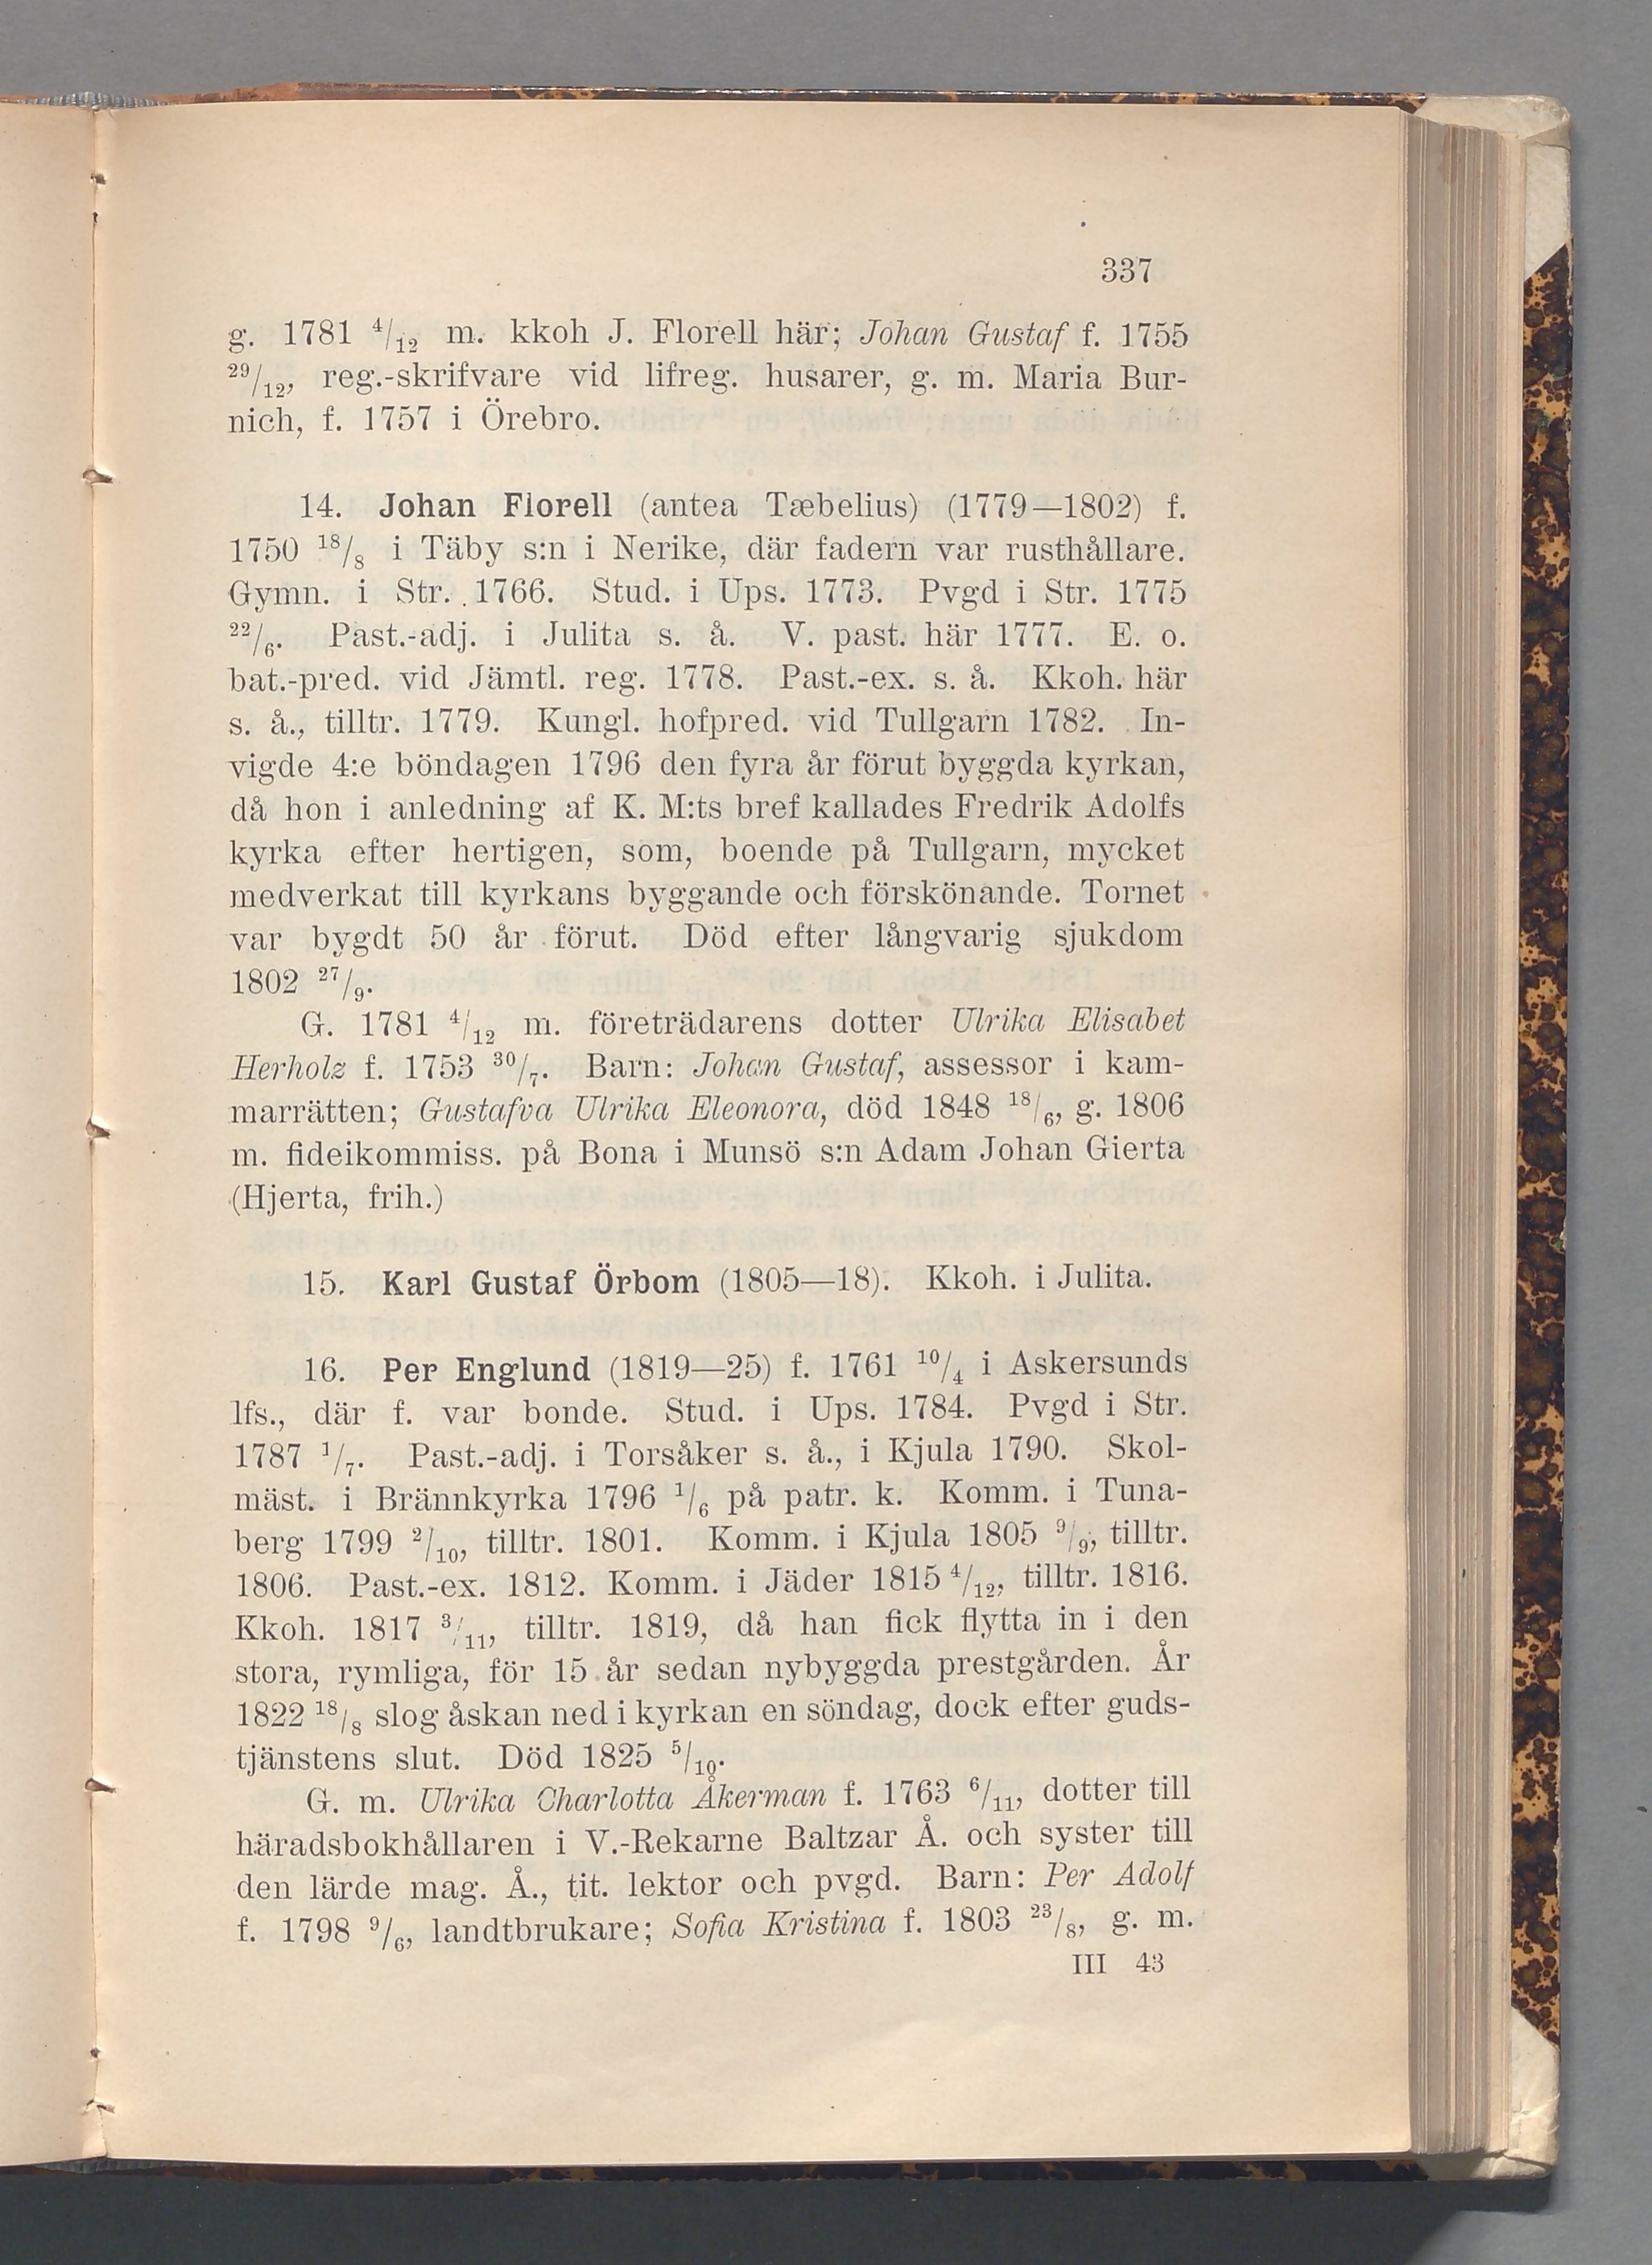 337
g. 1781 4/12 m. kkoh J. Florell här; Johan Gustaf f. 1755
29/12, reg.-skrifvare vid lifreg. husarer, g. m. Maria Bur-
nich, f. 1757 i Örebro.
14. Johan Florell (antea Tæbelius) (1779—1802) f.
1750 18/8 i Täby s:n i Nerike, där fadern var rusthållare.
Gymn. i Str. 1766. Stud. i Ups. 1773. Pvgd i Str. 1775
22/6. Past.-adj. i Julita s. å. V. past. här 1777. E. o.
bat.-pred. vid Jämtl. reg. 1778. Past.-ex. s. å. Kkoh. här
s. å., tilltr. 1779. Kungl. hofpred. vid Tullgarn 1782. In-
vigde 4:e böndagen 1796 den fyra år förut byggda kyrkan,
då hon i anledning af K. M:ts bref kallades Fredrik Adolfs
kyrka efter hertigen, som, boende på Tullgarn, mycket
medverkat till kyrkans byggande och förskönande. Tornet
var bygdt 50 år förut. Död efter långvarig sjukdom
1802 27/9.
G. 1781 4/12 m. företrädarens dotter Ulrika Elisabet
Herholz f. 1753 30/7. Barn: Johan Gustaf, assessor i kam-
marrätten; Gustafva Ulrika Eleonora, död 1848 18/6, g. 1806
m. fideikommiss. på Bona i Munsö s:n Adam Johan Gierta
(Hjerta, frih.)
15. Karl Gustaf Örbom (1805—18). Kkoh. i Julita.
16. Per Englund (1819—25) f. 1761 10/4 i Askersunds
lfs., där f. var bonde. Stud. i Ups. 1784. Pvgd i Str.
1787 1/7. Past.-adj. i Torsåker s. å., i Kjula 1790. Skol-
mäst. i Brännkyrka 1796 1/6 på patr. k. Komm. i Tuna-
berg 1799 2/10, tilltr. 1801. Komm. i Kjula 1805 9/9, tilltr.
1806. Past.-ex. 1812. Komm. i Jäder 1815 4/12, tilltr. 1816.
Kkoh. 1817 3/11, tilltr. 1819, då han fick flytta in i den
stora, rymliga, för 15 år sedan nybyggda prestgården. År
1822 18/8 slog åskan ned i kyrkan en söndag, dock efter guds-
tjänstens slut. Död 1825 5/10.
G. m. Ulrika Charlotta Åkerman f. 1763 6/11, dotter till
häradsbokhållaren i V.-Rekarne Baltzar Å. och syster till
den lärde mag. Å., tit. lektor och pvgd. Barn: Per Adolf
f. 1798 9/6, landtbrukare; Sofia Kristina f. 1803 23/8, g. m.
III 43